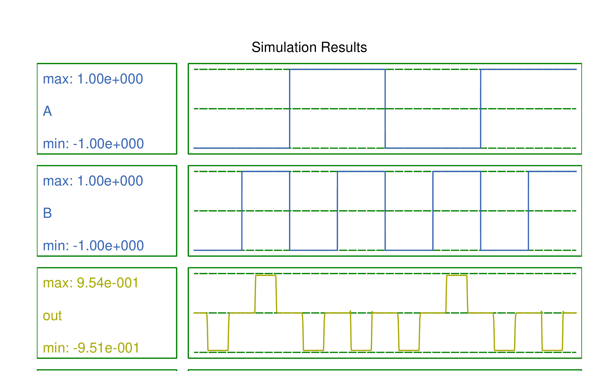 Simulation Results
max: 1.00e+000
A
min: -1.00e+000
max: 1.00e+000
B
min: -1.00e+000
max: 9.54e-001
out
min: -9.51e-001